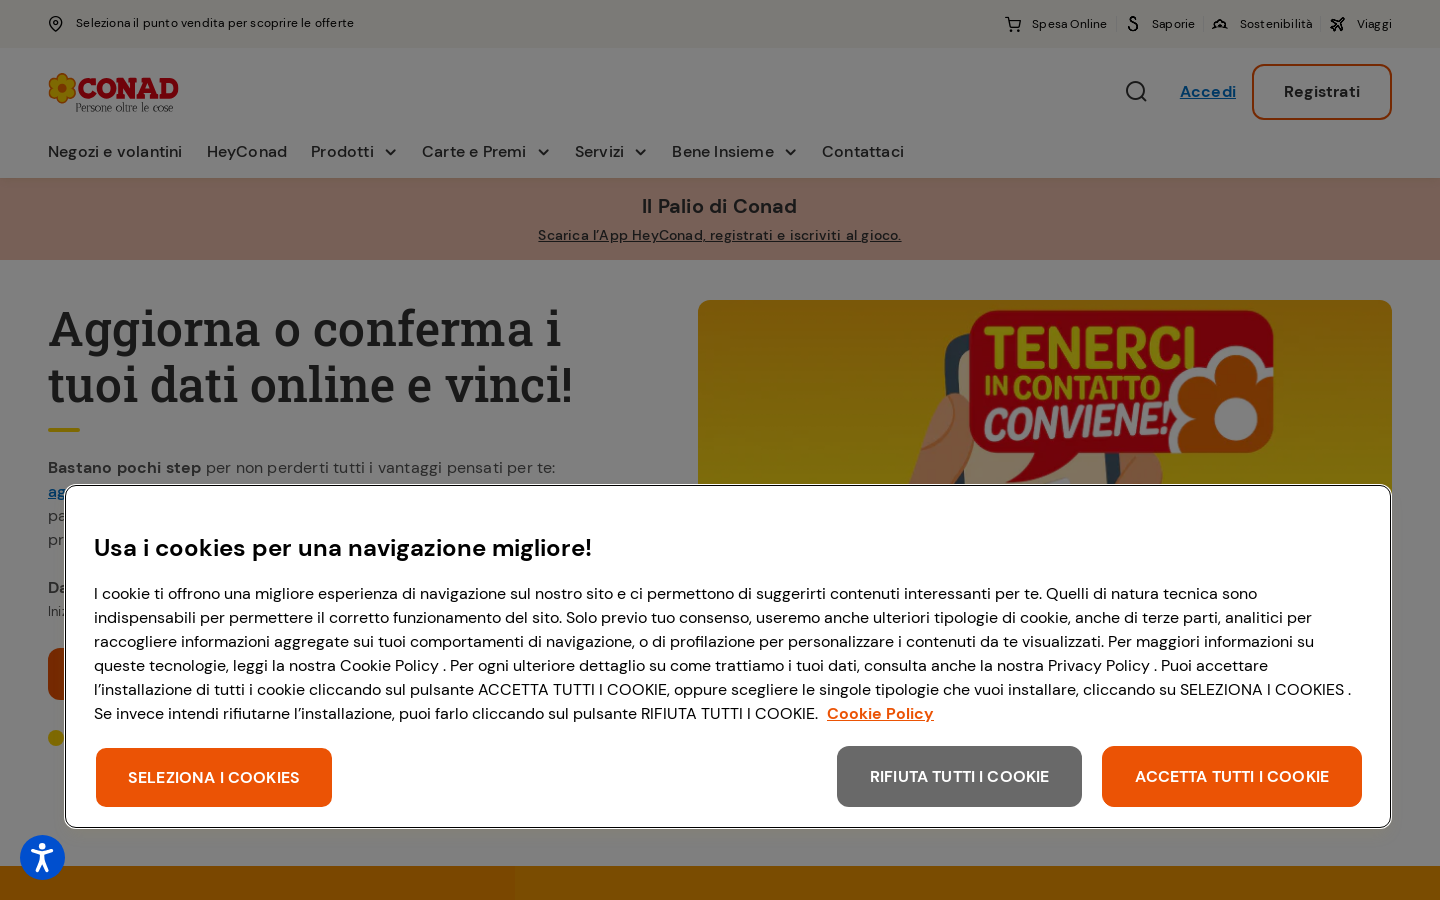 Seleziona il punto vendita per scoprire le offerte
Spesa Online
Saporie
Sostenibilità
Viaggi
CONAD
Persone oltre le cose
Accedi
Registrati
Negozi e volantini
HeyConad
Prodotti
Carte e Premi
Servizi
Bene Insieme
Contattaci
Il Palio di Conad
Scarica l'App HeyConad, registrati e iscriviti al gioco.
Aggiorna o conferma i
tuoi dati online e vinci!
TENERCI
IN CONTATTO
CONVIENE!
Bastano pochi step per non perderti tutti i vantaggi pensati per te:
Usa i cookies per una navigazione migliore!
I cookie ti offrono una migliore esperienza di navigazione sul nostro sito e ci permettono di suggerirti contenuti interessanti per te. Quelli di natura tecnica sono
indispensabili per permettere il corretto funzionamento del sito. Solo previo tuo consenso, useremo anche ulteriori tipologie di cookie, anche di terze parti, analitici per
raccogliere informazioni aggregate sui tuoi comportamenti di navigazione, o di profilazione per personalizzare i contenuti da te visualizzati. Per maggiori informazioni su
queste tecnologie, leggi la nostra Cookie Policy . Per ogni ulteriore dettaglio su come trattiamo i tuoi dati, consulta anche la nostra Privacy Policy . Puoi accettare
l’installazione di tutti i cookie cliccando sul pulsante ACCETTA TUTTI I COOKIE, oppure scegliere le singole tipologie che vuoi installare, cliccando su SELEZIONA I COOKIES .
Se invece intendi rifiutarne l’installazione, puoi farlo cliccando sul pulsante RIFIUTA TUTTI I COOKIE. Cookie Policy
SELEZIONA I COOKIES
RIFIUTA TUTTI I COOKIE
ACCETTA TUTTI I COOKIE